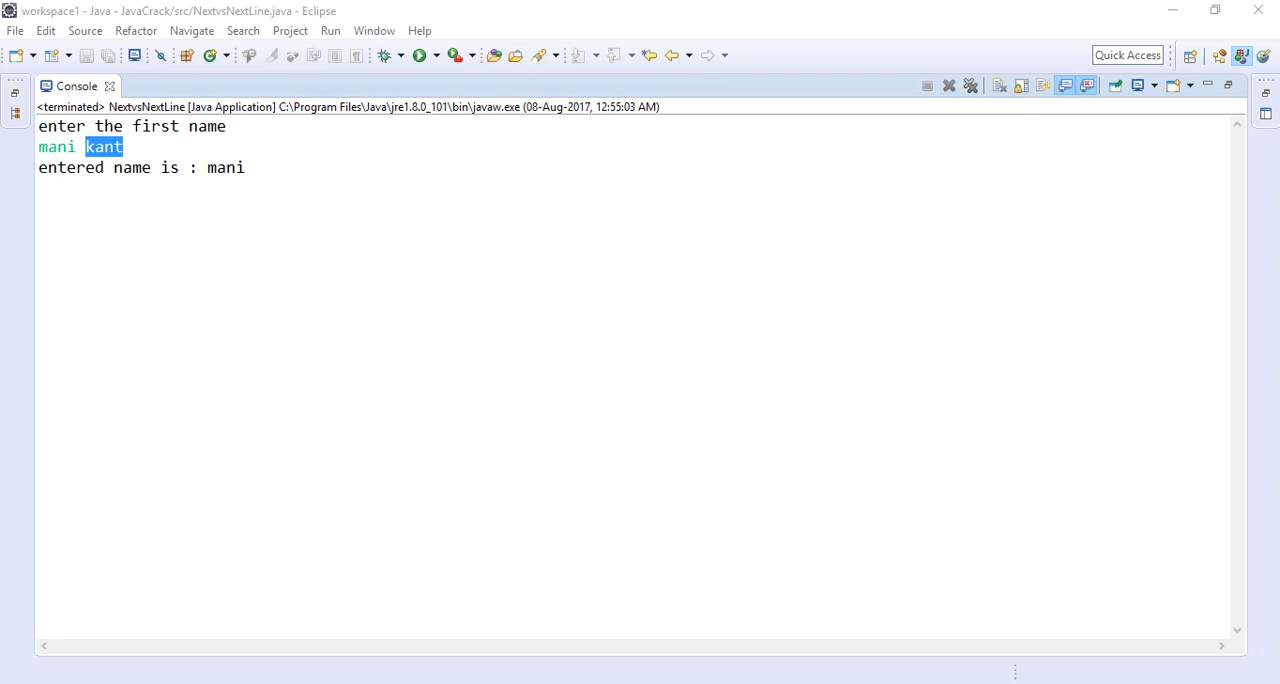 workspace1 - Java - JavaCrack/src/NextvsNextLine.java - Eclipse
File Edit Source Refactor Navigate Search Project Run Window Help
Quick Access
Console
<terminated> NextvsNextLine [Java Application] C:\Program Files\Java\jre1.8.0_101\bin\javaw.exe (08-Aug-2017, 12:55:03 AM)
enter the first name
mani kant
entered name is : mani